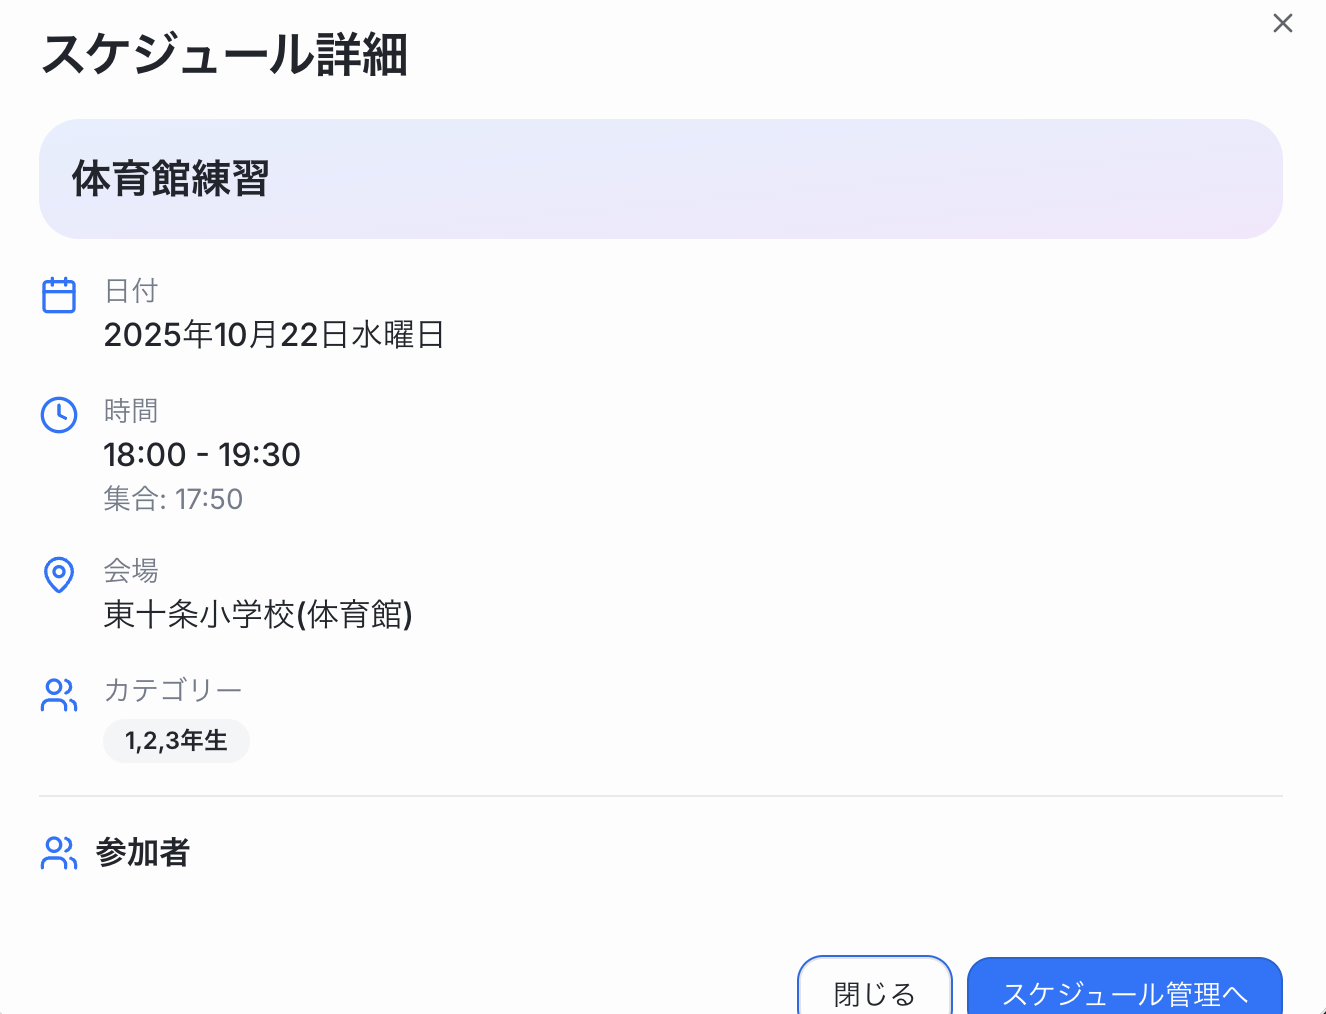 スケジュール詳細
体育館練習
日付
2025年10月22日水曜日
時間
18:00 - 19:30
集合: 17:50
会場
東十条小学校(体育館)
カテゴリー
1,2,3年生
参加者
閉じる
スケジュール管理へ